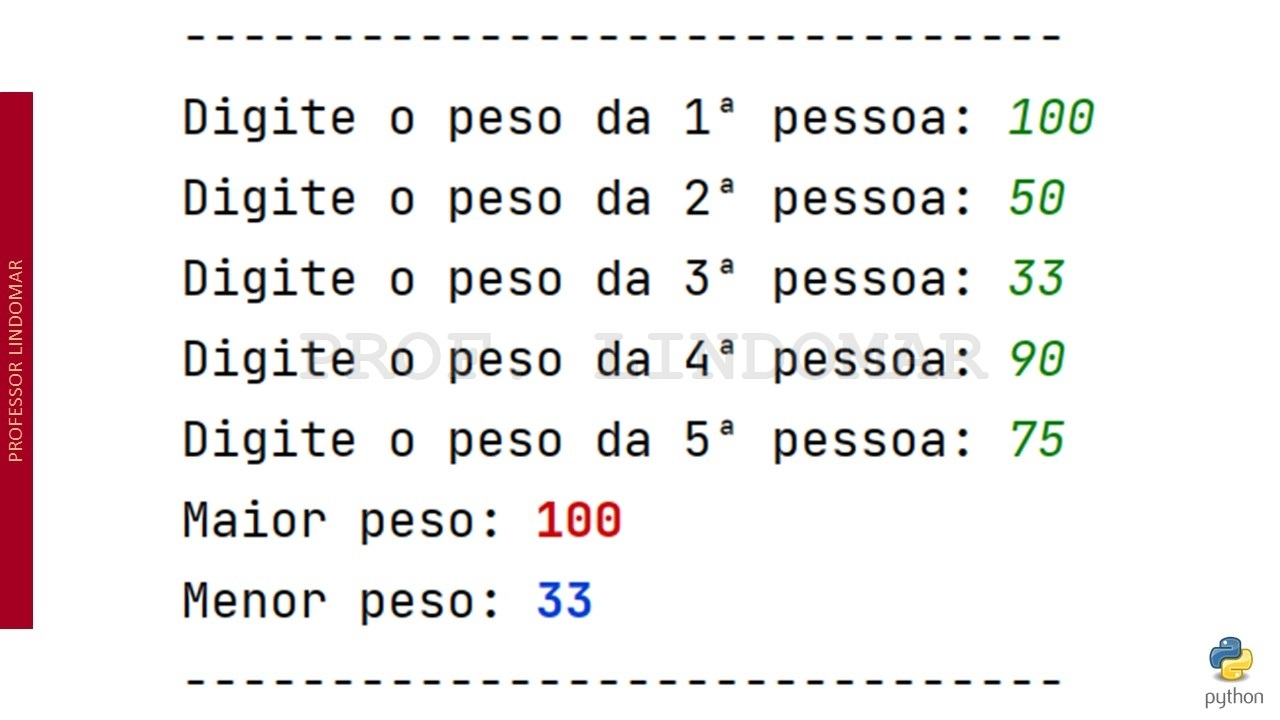 ------------------------------
Digite o peso da 1ª pessoa: 100
Digite o peso da 2ª pessoa: 50
Digite o peso da 3ª pessoa: 33
Digite o peso da 4ª pessoa: 90
Digite o peso da 5ª pessoa: 75
Maior peso: 100
Menor peso: 33
------------------------------
PROFESSOR LINDOMAR
PROF. LINDOMAR
python